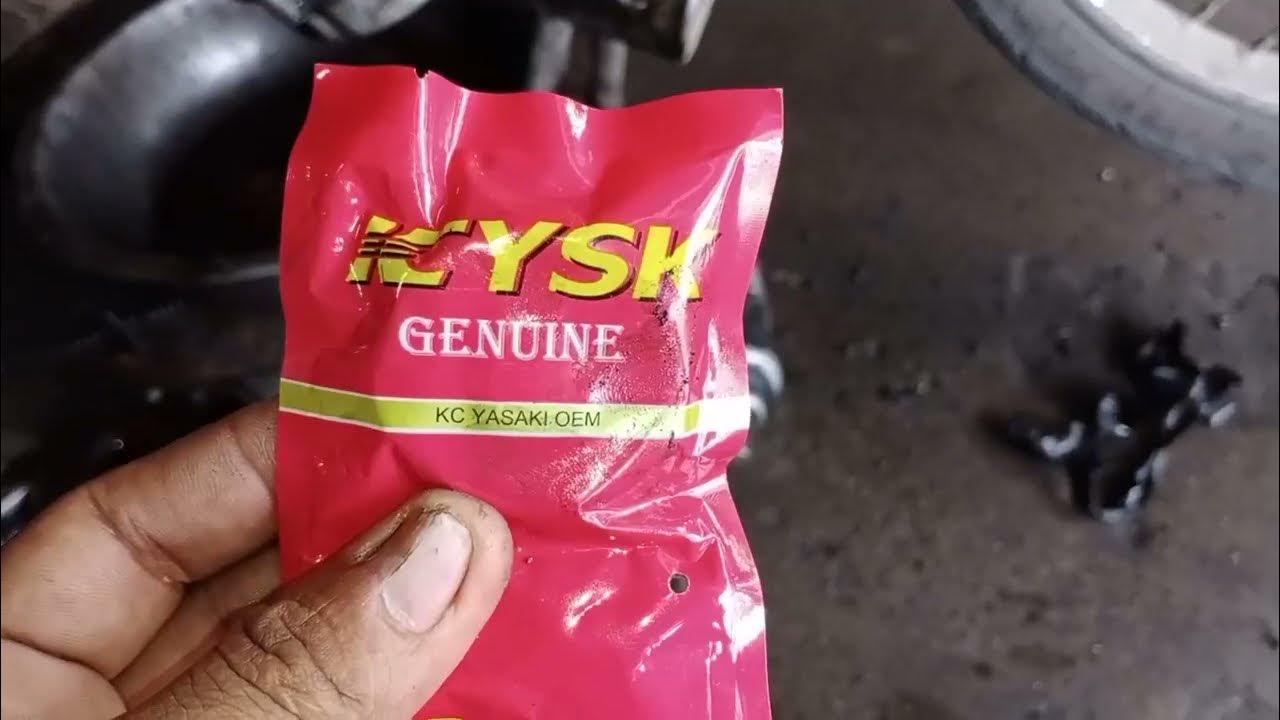 KCYSK
GENUINE
KC YASAKI OEM